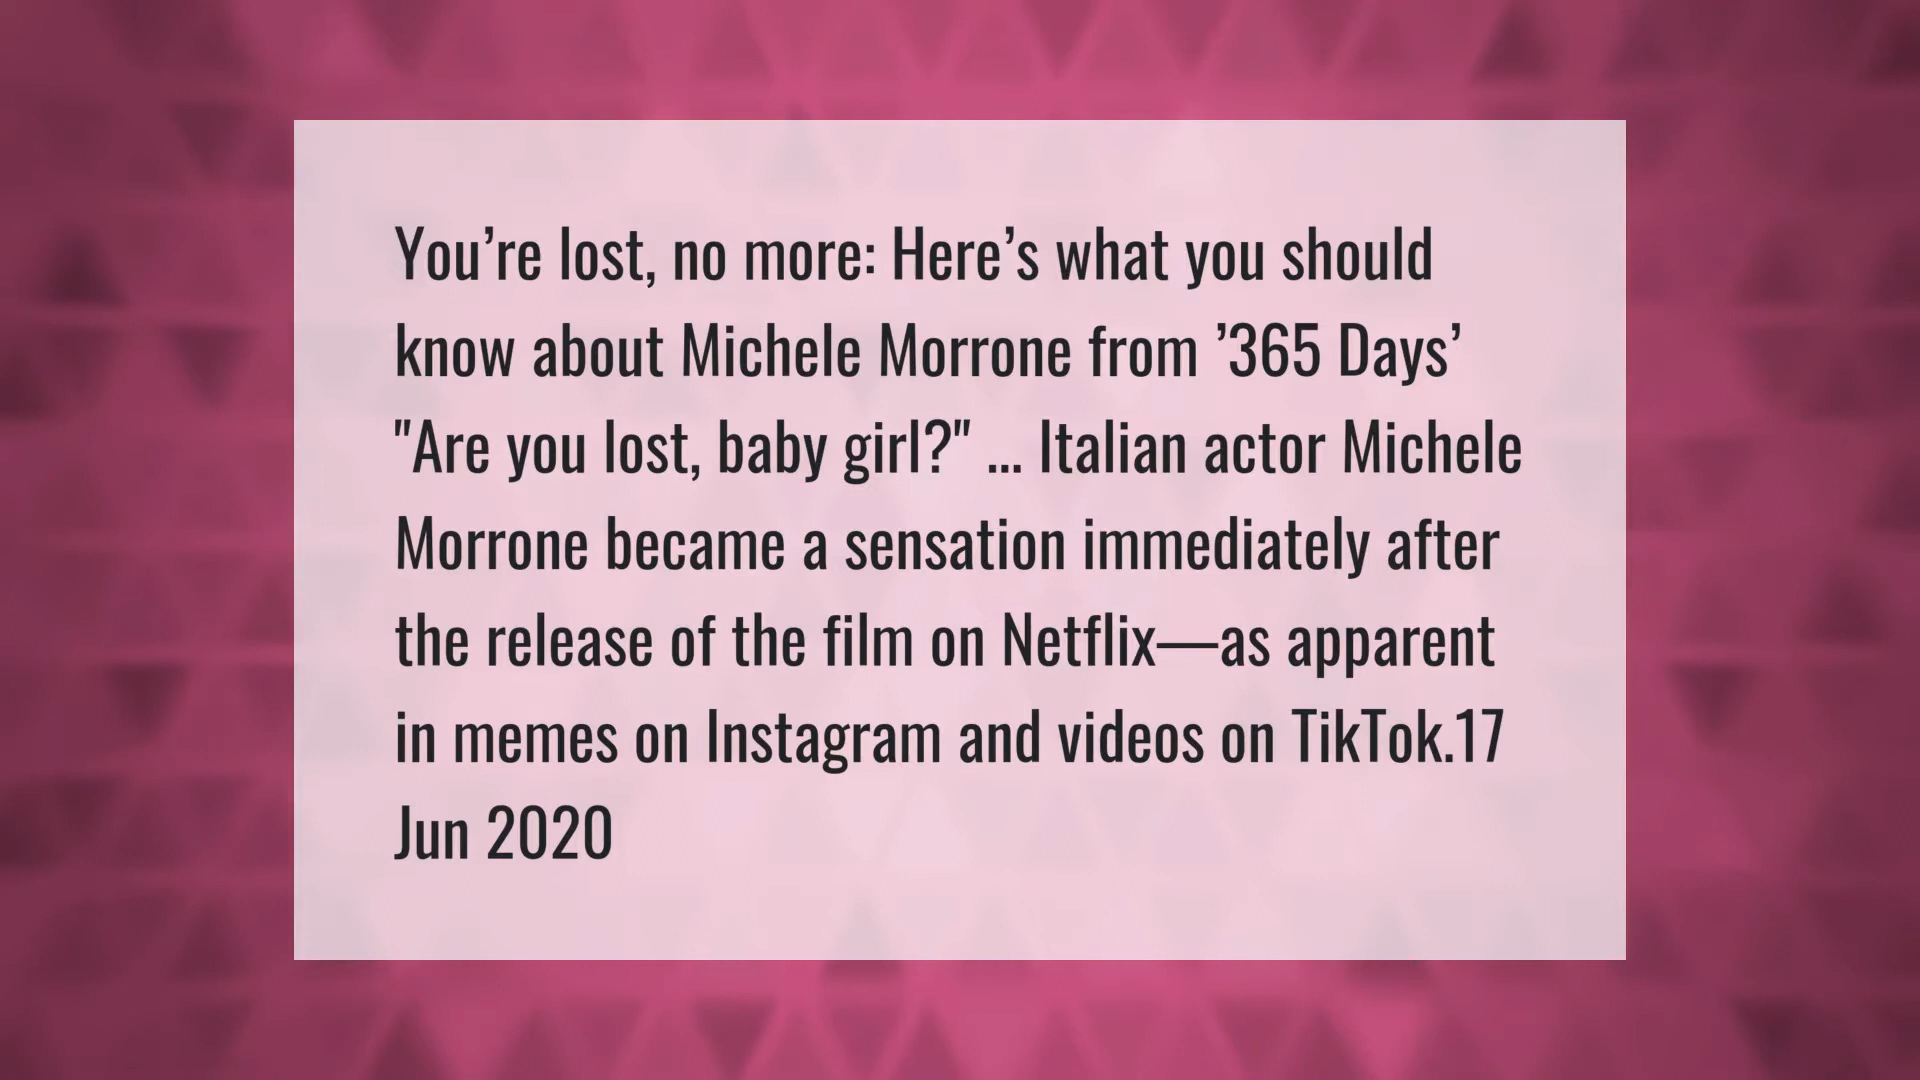 You’re lost, no more: Here’s what you should
know about Michele Morrone from ’365 Days’
"Are you lost, baby girl?" ... Italian actor Michele
Morrone became a sensation immediately after
the release of the film on Netflix—as apparent
in memes on Instagram and videos on TikTok.17
Jun 2020